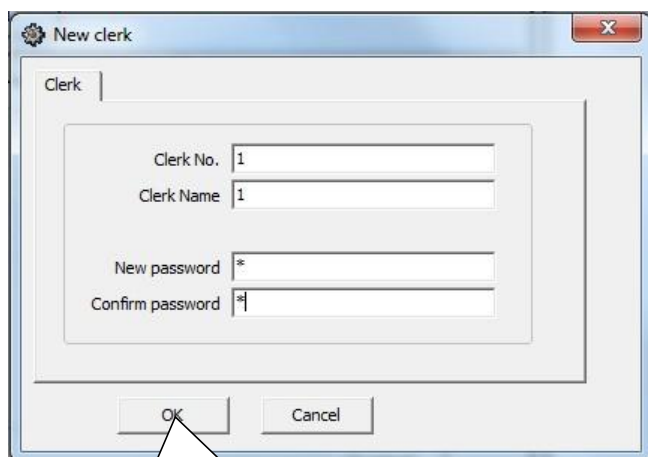 New clerk
Clerk
Clerk No. 1
Clerk Name 1
New password *
Confirm password *
OK Cancel